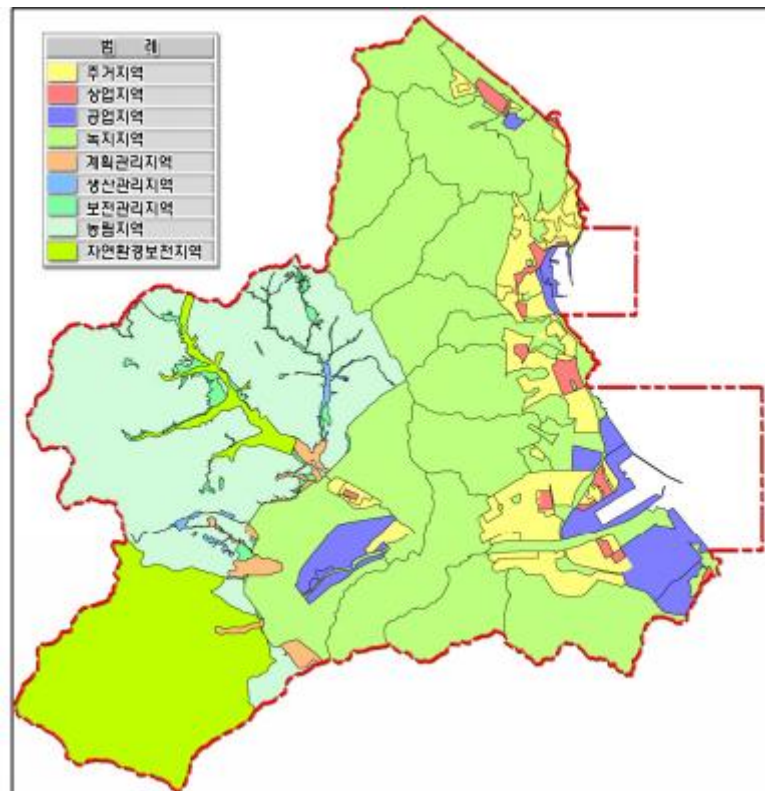 범 례
주거지역
상업지역
공업지역
녹지지역
계획관리지역
생산관리지역
보전관리지역
농림지역
자연환경보전지역